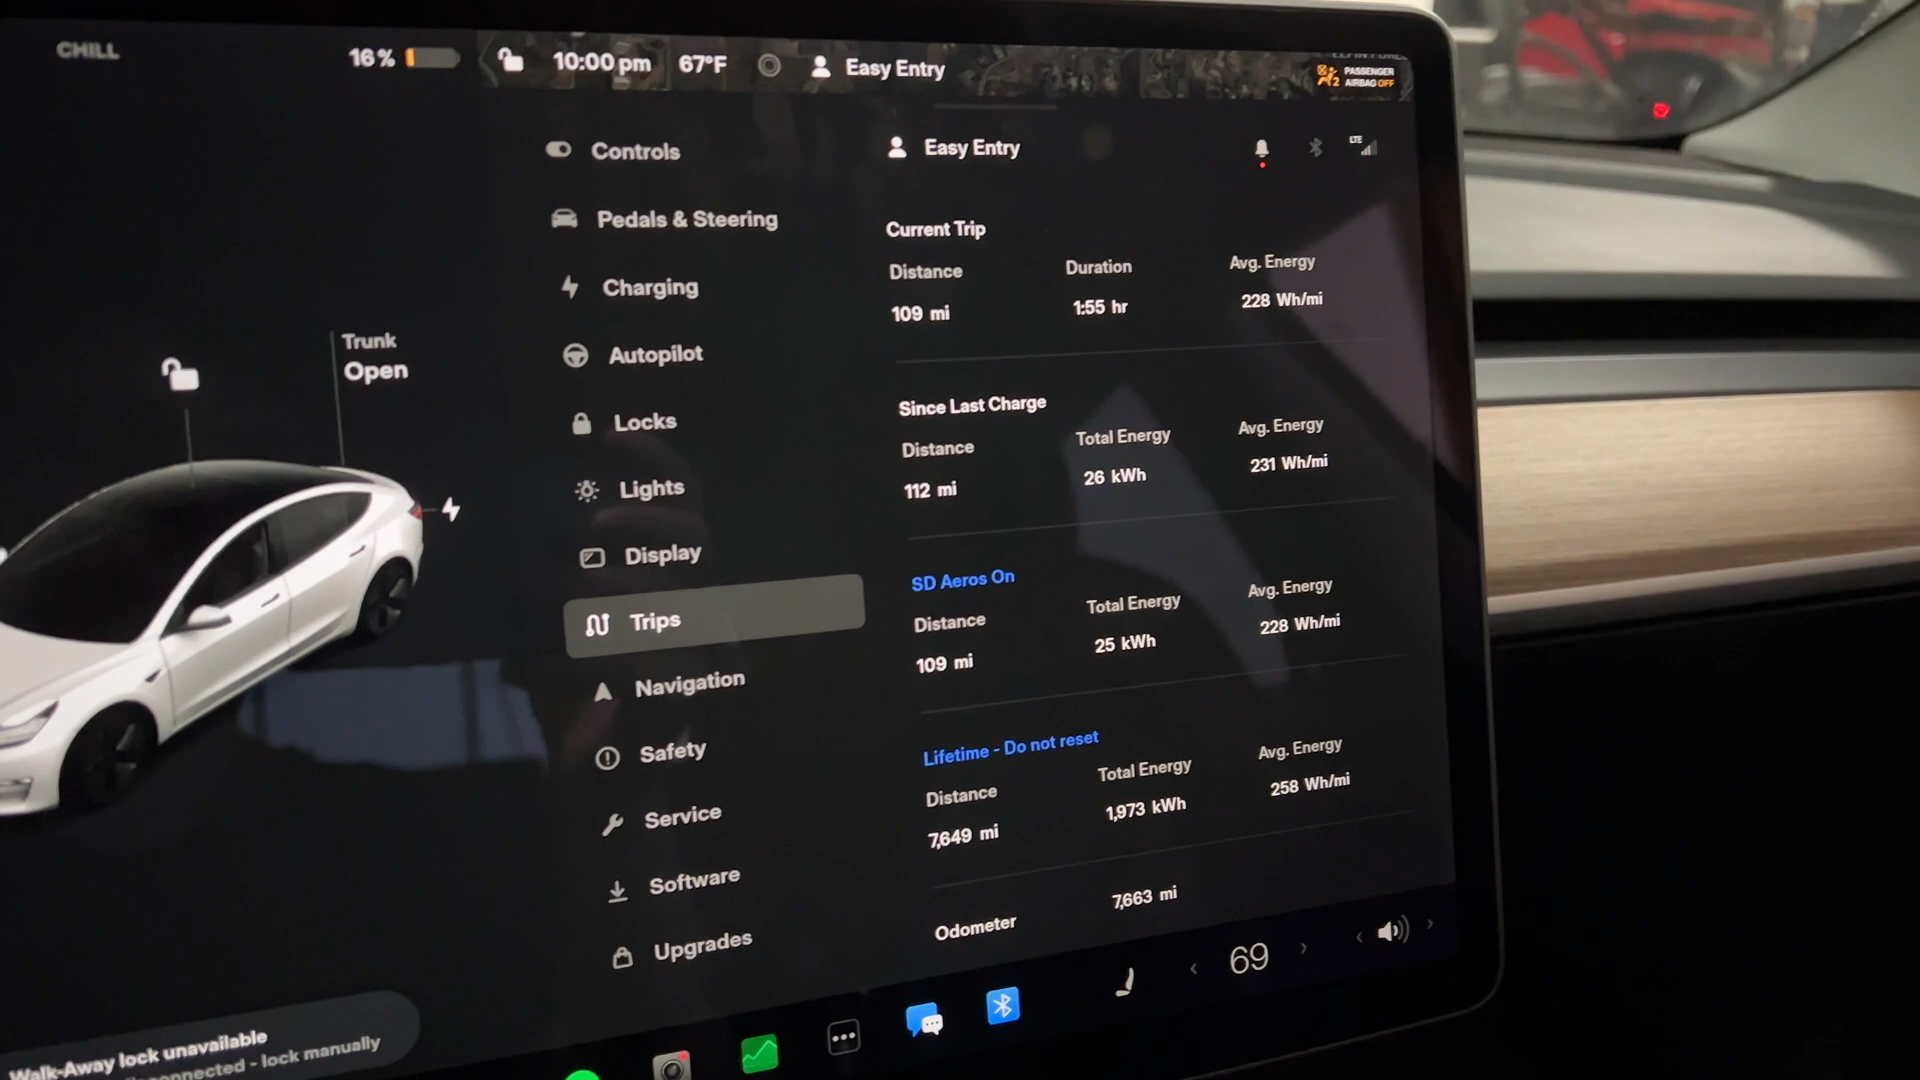 CHILL
16%
10:00 pm
67°F
Easy Entry
PASSENGER
AIRBAG OFF
2
Controls
Pedals & Steering
Charging
Autopilot
Locks
Lights
Display
Trips
Navigation
Safety
Service
Software
Upgrades
Trunk
Open
Easy Entry
LTE
Current Trip
Distance Duration Avg. Energy
109 mi 1:55 hr 228 Wh/mi
Since Last Charge
Distance Total Energy Avg. Energy
112 mi 26 kWh 231 Wh/mi
SD Aeros On
Distance Total Energy Avg. Energy
109 mi 25 kWh 228 Wh/mi
Lifetime - Do not reset
Distance Total Energy Avg. Energy
7,649 mi 1,973 kWh 258 Wh/mi
Odometer 7,663 mi
Walk-Away lock unavailable
- lock manually
69